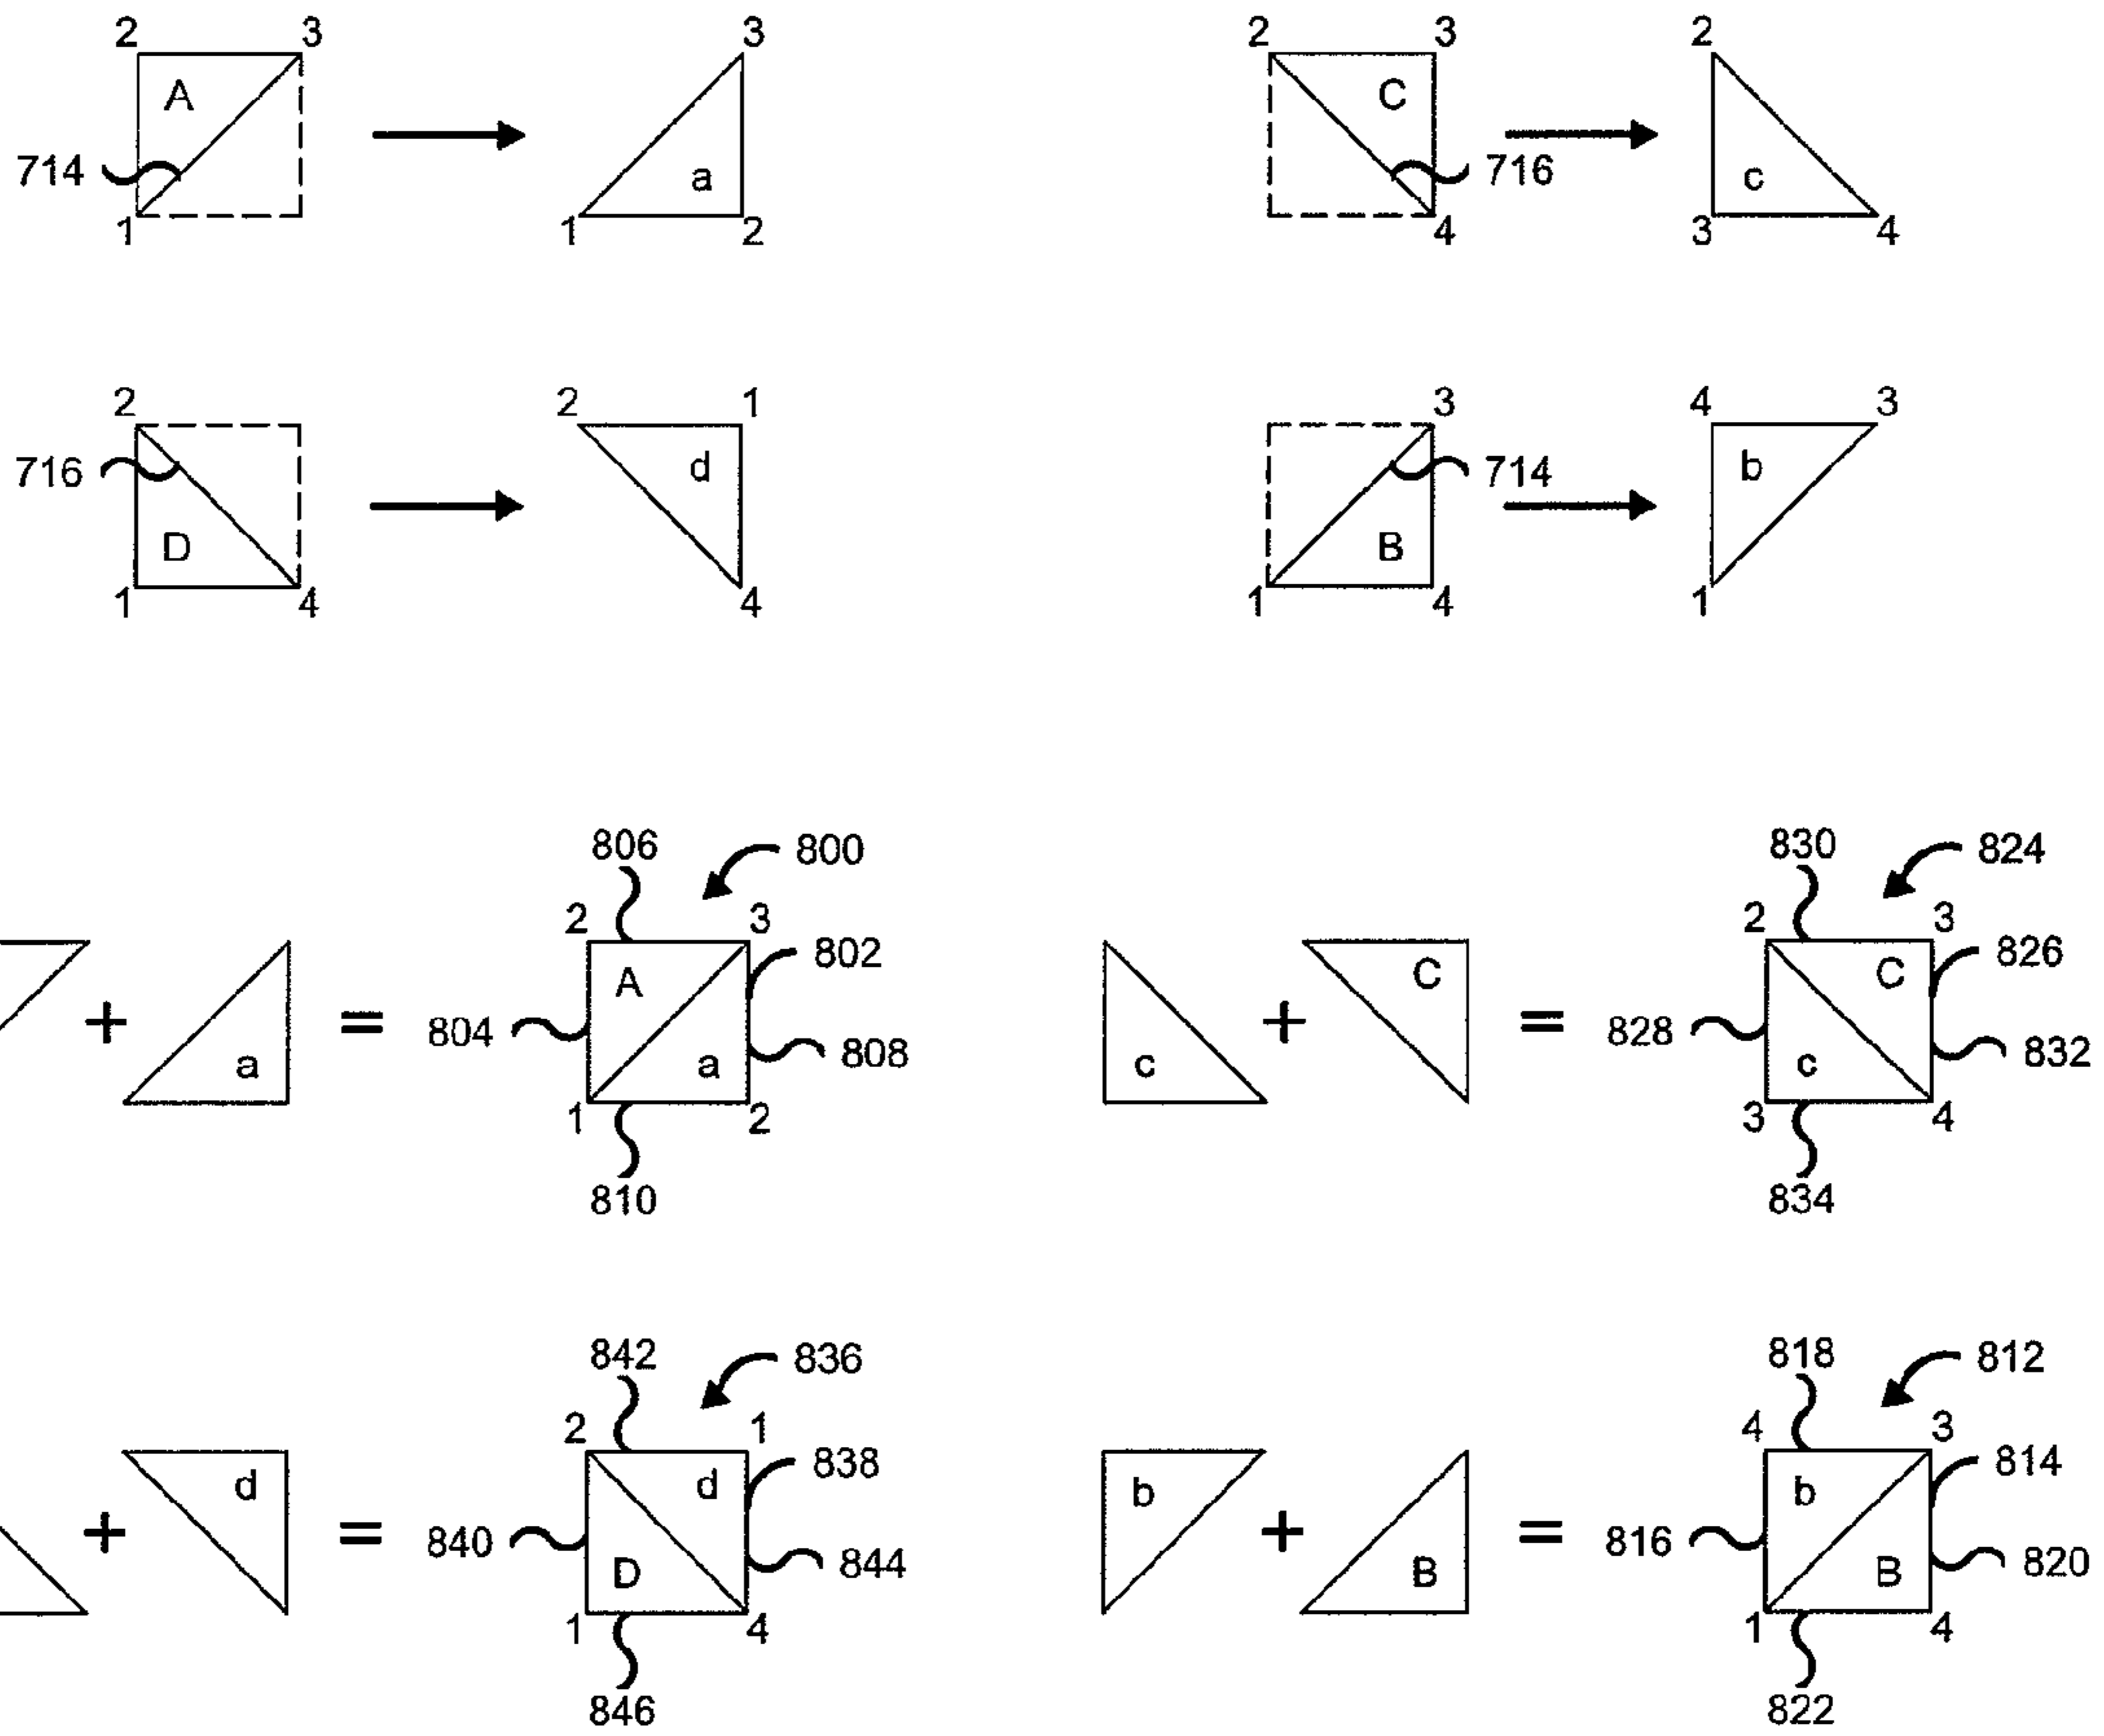 2 3 3 2 3 2
A C
714 a 716 c
1 1 2 4 3 4
2 2 1 3 4 3
716 d 714 b
D B
1 4 4 1 4 1
806 800 830 824
2 3 2 3
A 802 C C 826
+ a = 804 a 808 c + = 828 c 832
1 2 3 4
810 834
842 836 818 812
2 1 4 3
d d 838 b b 814
+ = 840 D 844 + B = 816 B 820
1 4 1 4
846 822